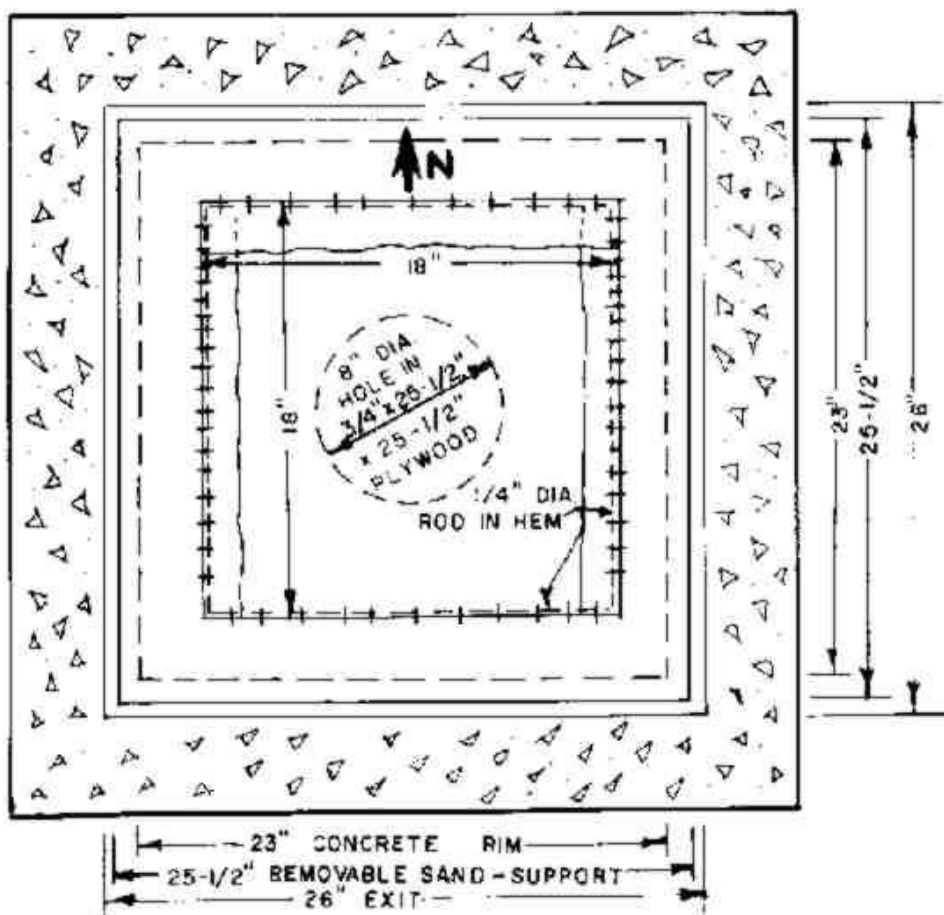 N
18"
18"
8" DIA
HOLE IN
3/4" x 25-1/2"
x 25-1/2"
PLYWOOD
1/4" DIA
ROD IN HEM
23"
25-1/2"
26"
23" CONCRETE RIM
25-1/2" REMOVABLE SAND-SUPPORT
26" EXIT